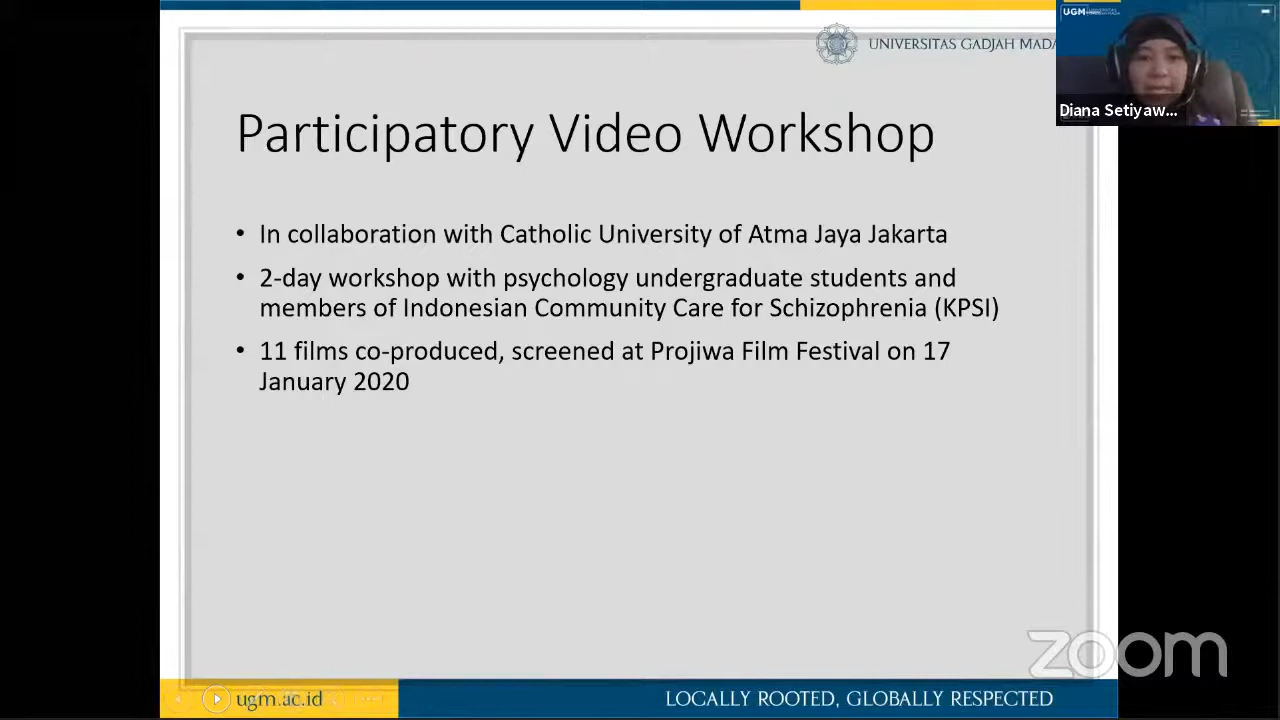 UNIVERSITAS GADJAH MADA
UGM
Diana Setiyaw...
Participatory Video Workshop
• In collaboration with Catholic University of Atma Jaya Jakarta
• 2-day workshop with psychology undergraduate students and
members of Indonesian Community Care for Schizophrenia (KPSI)
• 11 films co-produced, screened at Projiwa Film Festival on 17
January 2020
zoom
ugm.ac.id
LOCALLY ROOTED, GLOBALLY RESPECTED